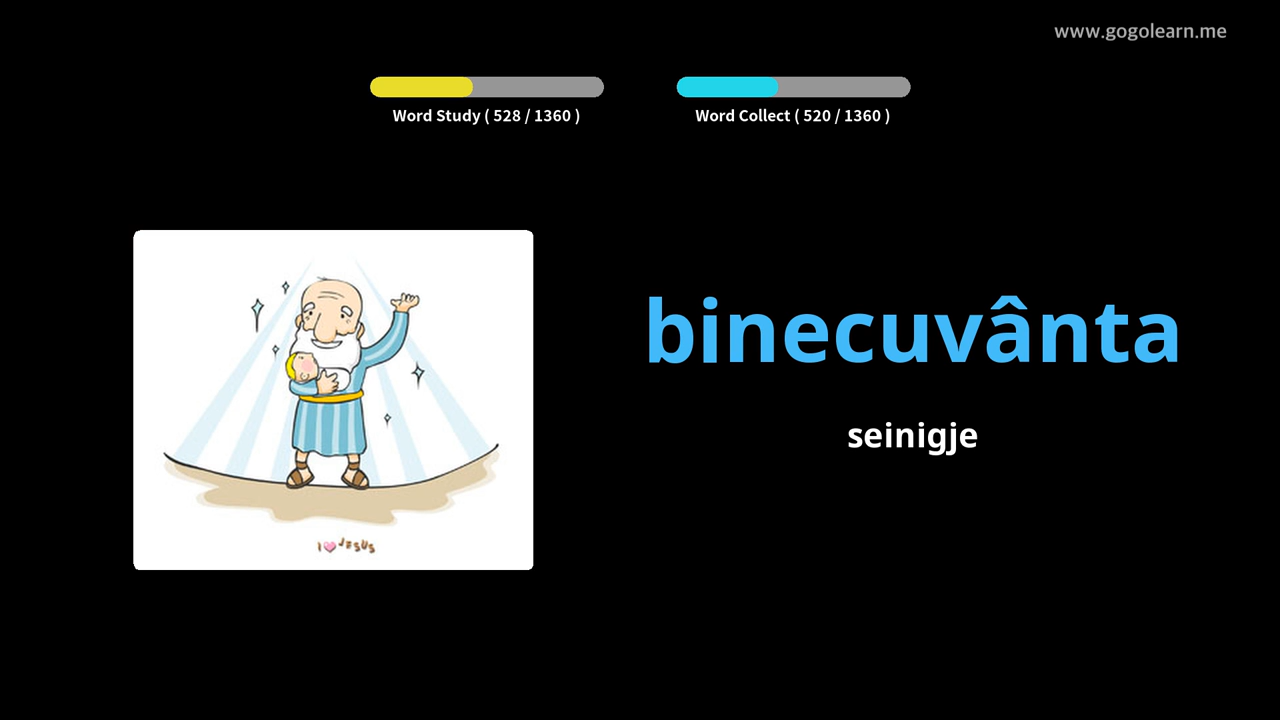 www.gogolearn.me
Word Study ( 528 / 1360 )
Word Collect ( 520 / 1360 )
binecuvânta
seinigje
I JESUS